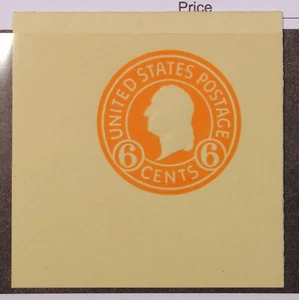 Price
UNITED STATES POSTAGE
6 CENTS 6